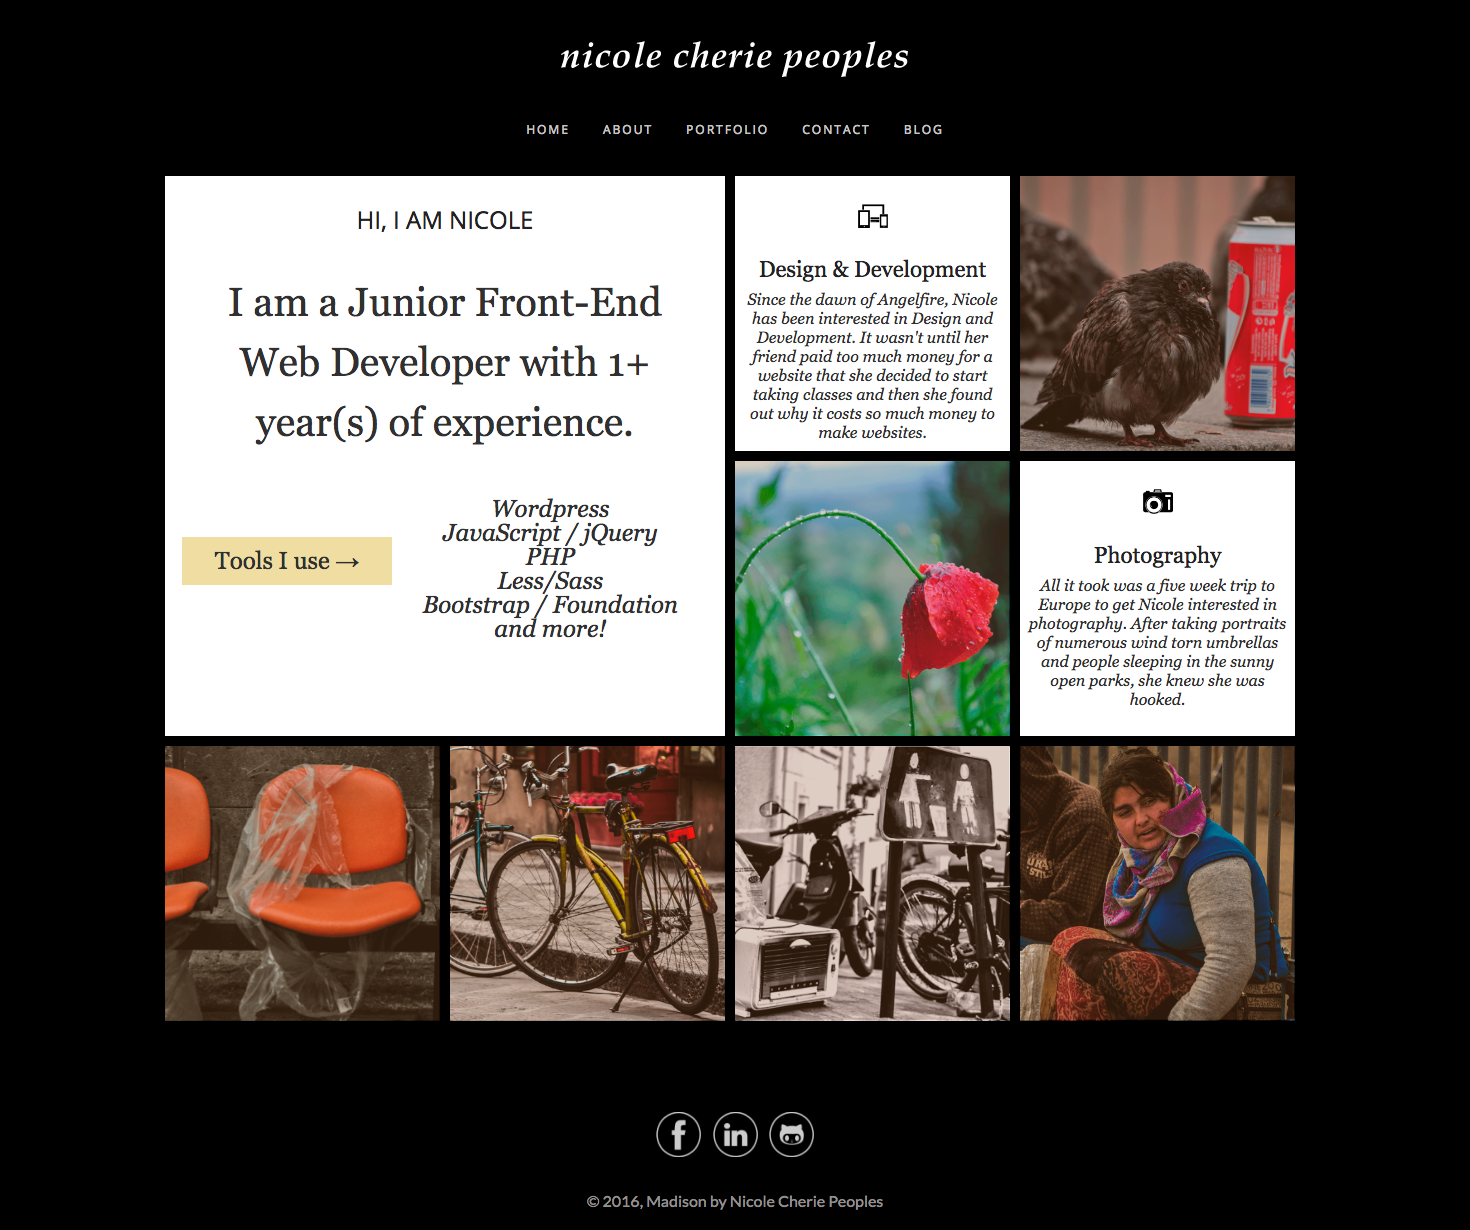 nicole cherie peoples
HOME ABOUT PORTFOLIO CONTACT BLOG
HI, I AM NICOLE
I am a Junior Front-End
Web Developer with 1+
year(s) of experience.
Tools I use →
Wordpress
JavaScript / jQuery
PHP
Less/Sass
Bootstrap / Foundation
and more!
Design & Development
Since the dawn of Angelfire, Nicole
has been interested in Design and
Development. It wasn't until her
friend paid too much money for a
website that she decided to start
taking classes and then she found
out why it costs so much money to
make websites.
Photography
All it took was a five week trip to
Europe to get Nicole interested in
photography. After taking portraits
of numerous wind torn umbrellas
and people sleeping in the sunny
open parks, she knew she was
hooked.
© 2016, Madison by Nicole Cherie Peoples